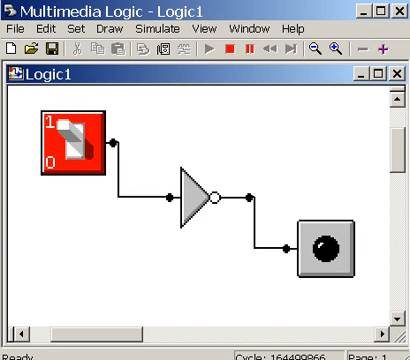 Multimedia Logic - Logic1
File Edit Set Draw Simulate View Window Help
Logic1
1
0
Ready Cycle: 164499866 Page: 1